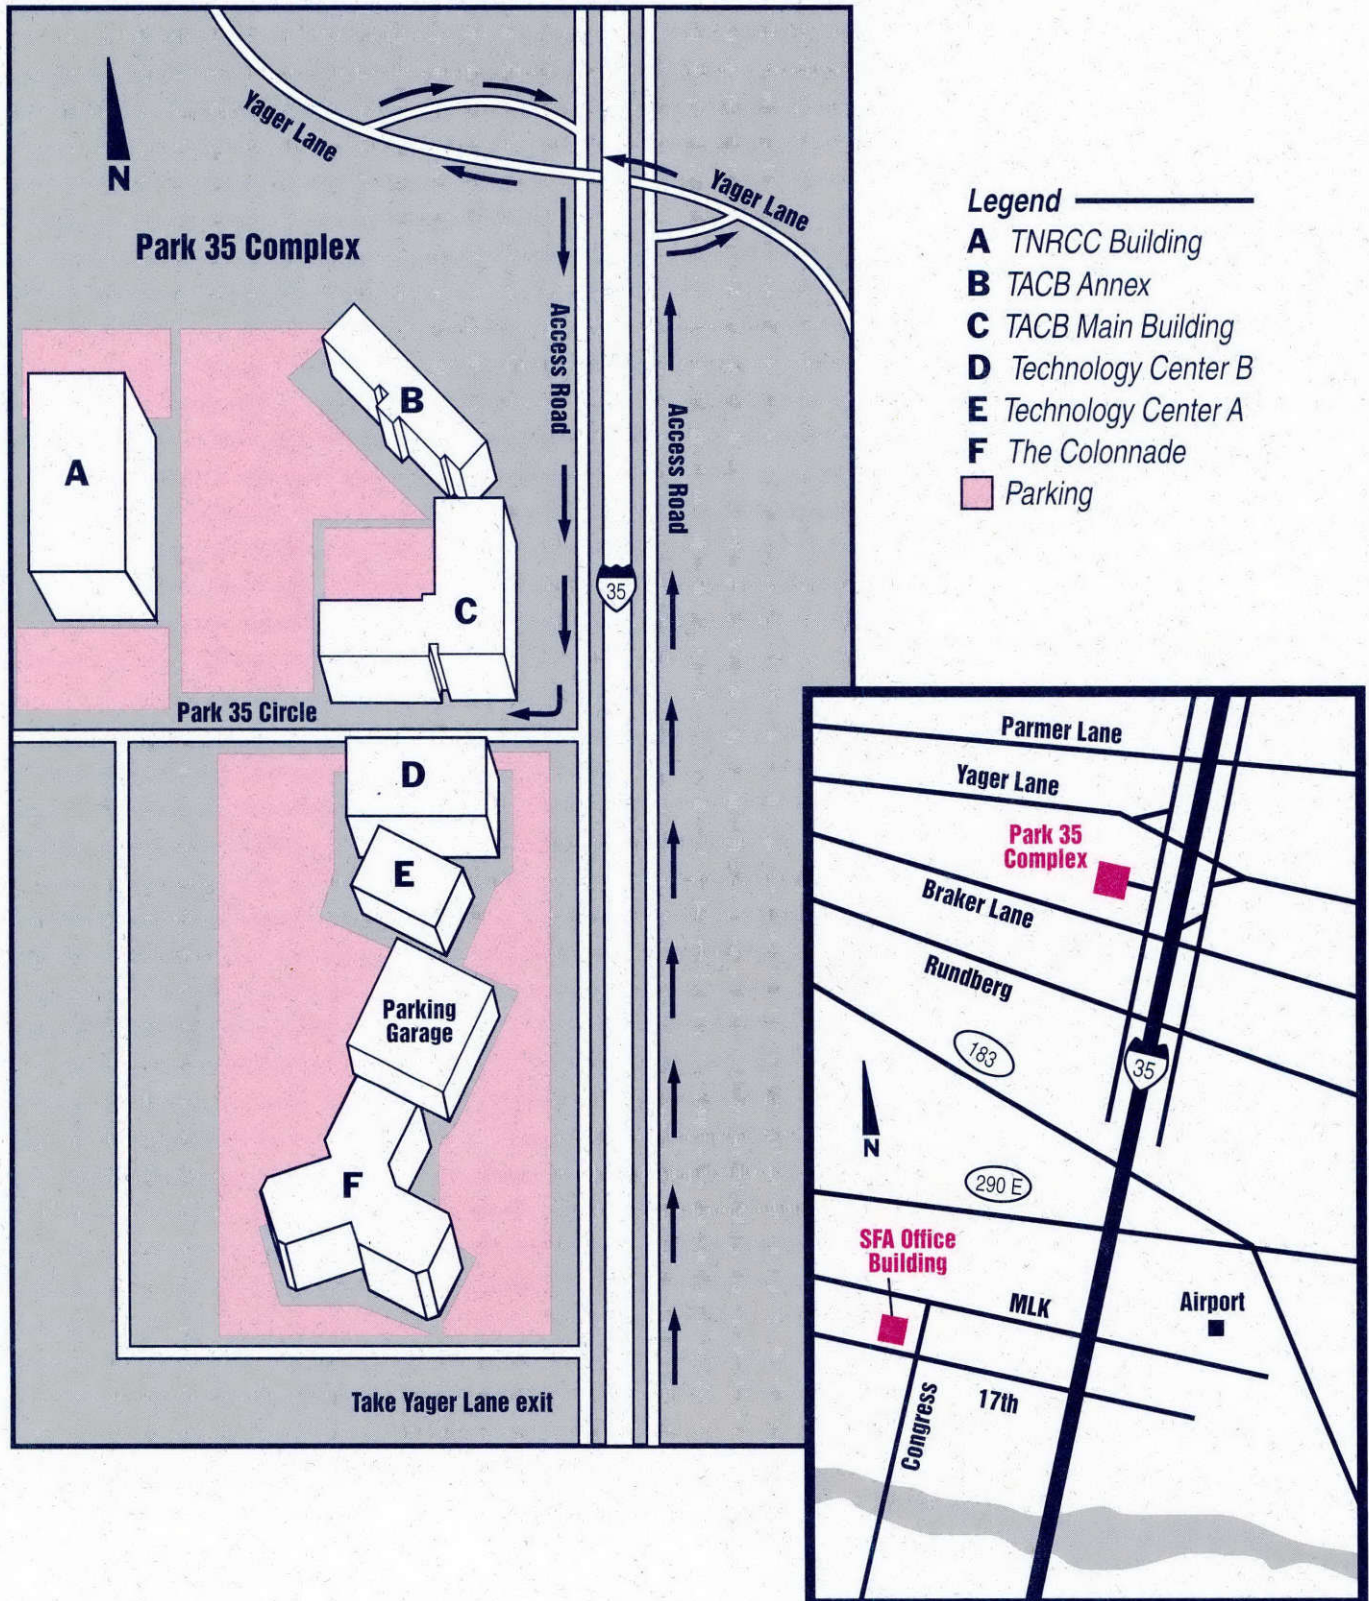 Yager Lane
Yager Lane
N
Park 35 Complex
Access Road
Access Road
A
B
C
35
Park 35 Circle
D
E
Parking
Garage
F
Take Yager Lane exit
Legend
A TNRCC Building
B TACB Annex
C TACB Main Building
D Technology Center B
E Technology Center A
F The Colonnade
Parking
Parmer Lane
Yager Lane
Park 35
Complex
Braker Lane
Rundberg
183
35
N
290 E
SFA Office
Building
MLK
Airport
17th
Congress